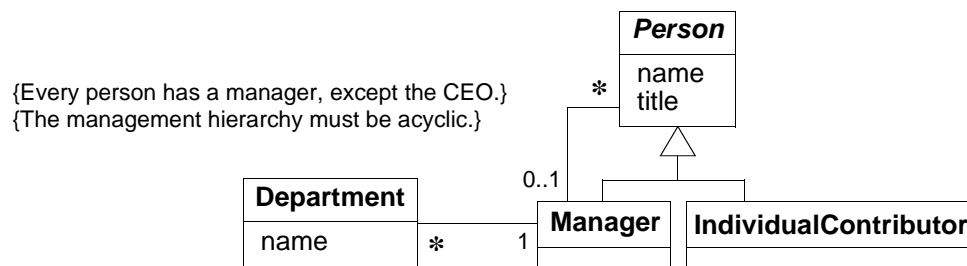 Person
name
title
{Every person has a manager, except the CEO.}
{The management hierarchy must be acyclic.}
*
0..1
Department
name
*
1
Manager
IndividualContributor